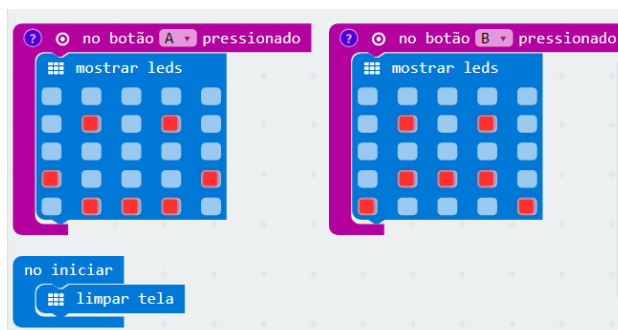 ? no botão A pressionado
mostrar leds
? no botão B pressionado
mostrar leds
no iniciar
limpar tela